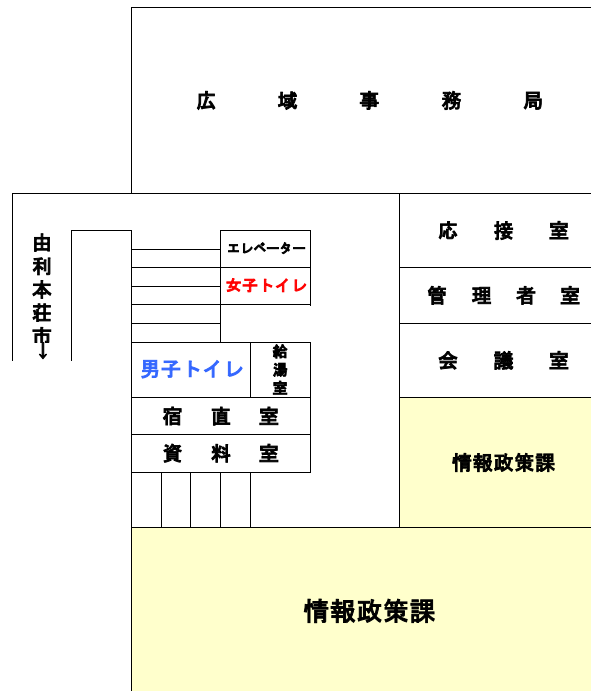 広域事務局
応接室
由利本荘市↓
エレベーター
女子トイレ
管理者室
男子トイレ
給湯室
会議室
宿直室
資料室
情報政策課
情報政策課